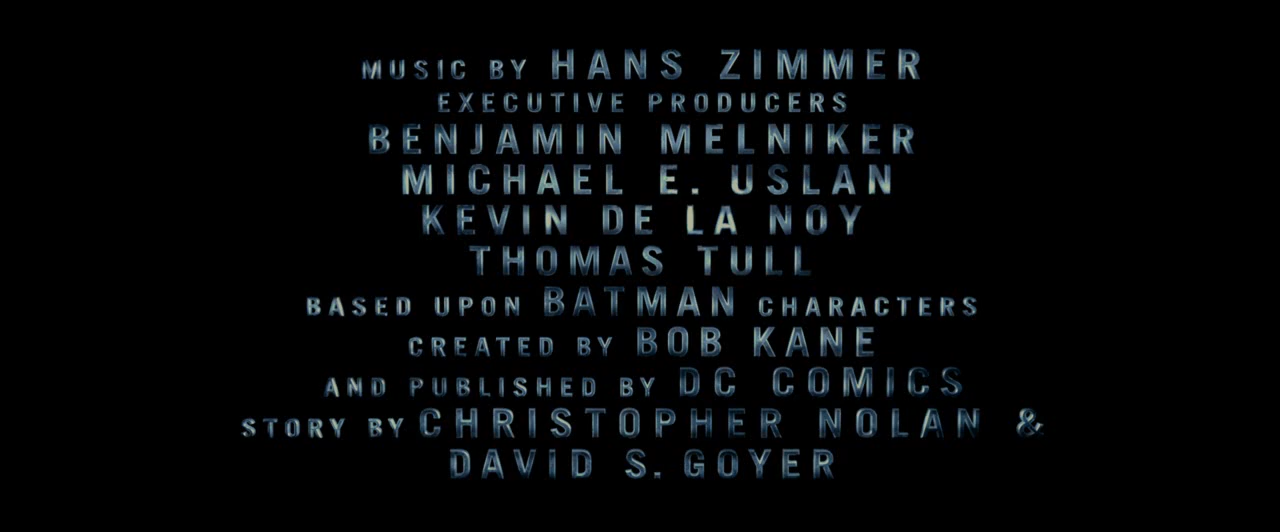 MUSIC BY HANS ZIMMER
EXECUTIVE PRODUCERS
BENJAMIN MELNIKER
MICHAEL E. USLAN
KEVIN DE LA NOY
THOMAS TULL
BASED UPON BATMAN CHARACTERS
CREATED BY BOB KANE
AND PUBLISHED BY DC COMICS
STORY BY CHRISTOPHER NOLAN &
DAVID S. GOYER